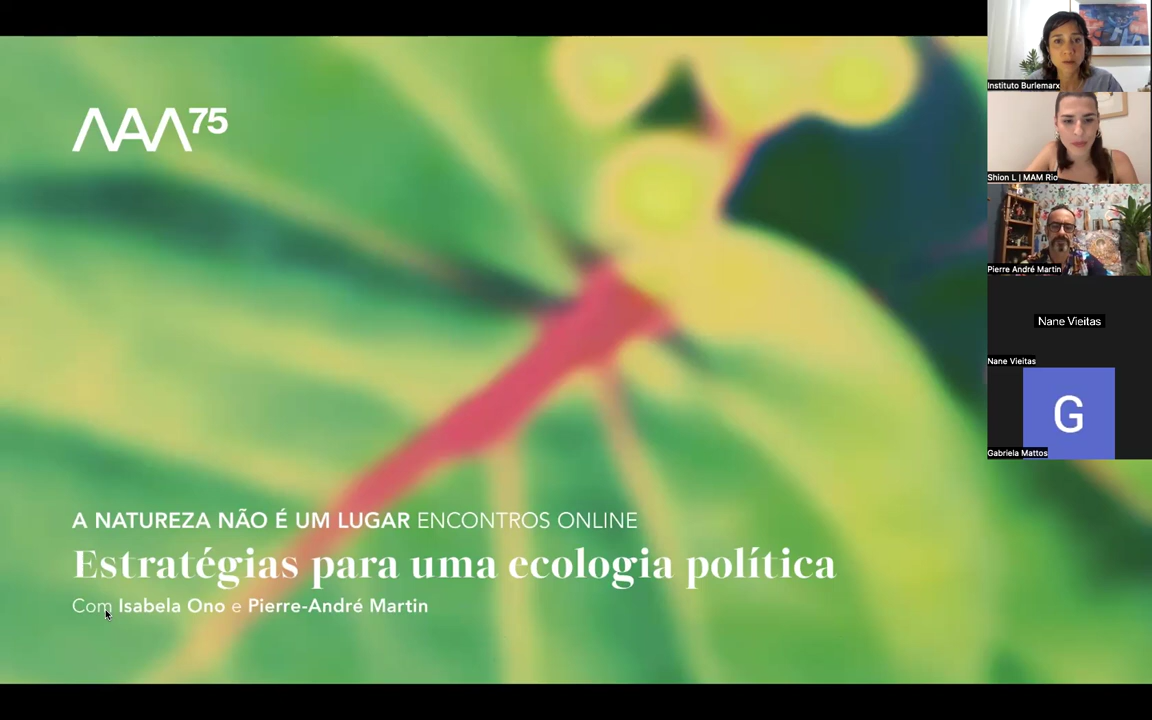 ΛAΛ75
A NATUREZA NÃO É UM LUGAR ENCONTROS ONLINE
Estratégias para uma ecologia política
Com Isabela Ono e Pierre-André Martin
Instituto Burlemarx
Shion L | MAM Rio
Pierre André Martin
Nane Vieitas
Nane Vieitas
G
Gabriela Mattos